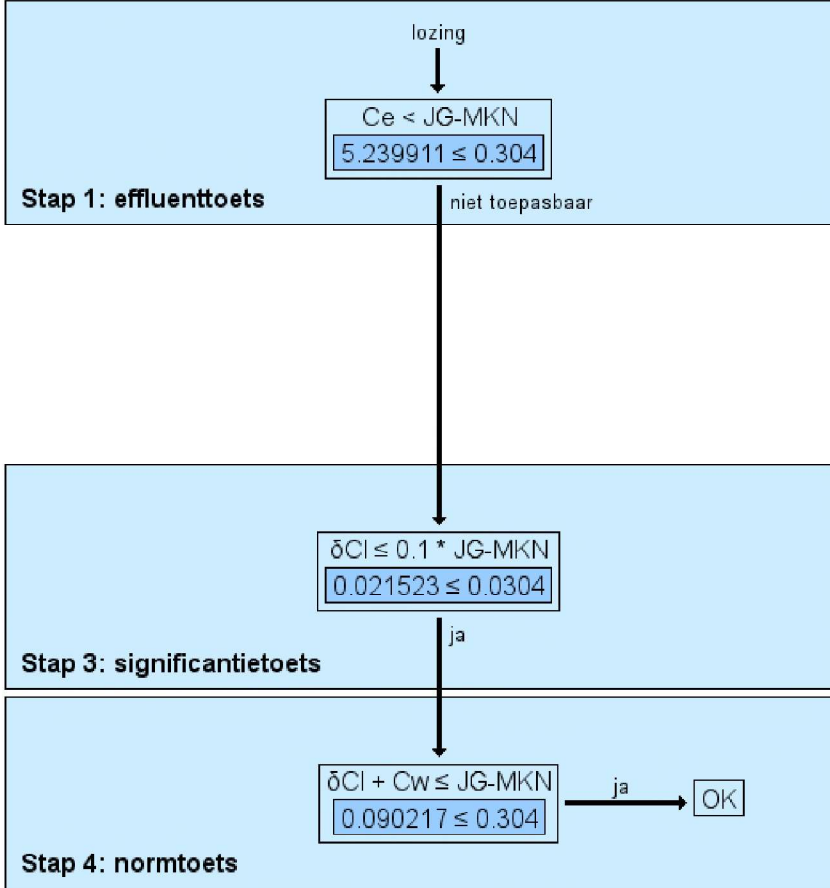 lozing
Ce < JG-MKN
5.239911 ≤ 0.304
Stap 1: effluenttoets
niet toepasbaar
δCl ≤ 0.1 * JG-MKN
0.021523 ≤ 0.0304
ja
Stap 3: significantietoets
δCl + Cw ≤ JG-MKN
0.090217 ≤ 0.304
ja
OK
Stap 4: normtoets